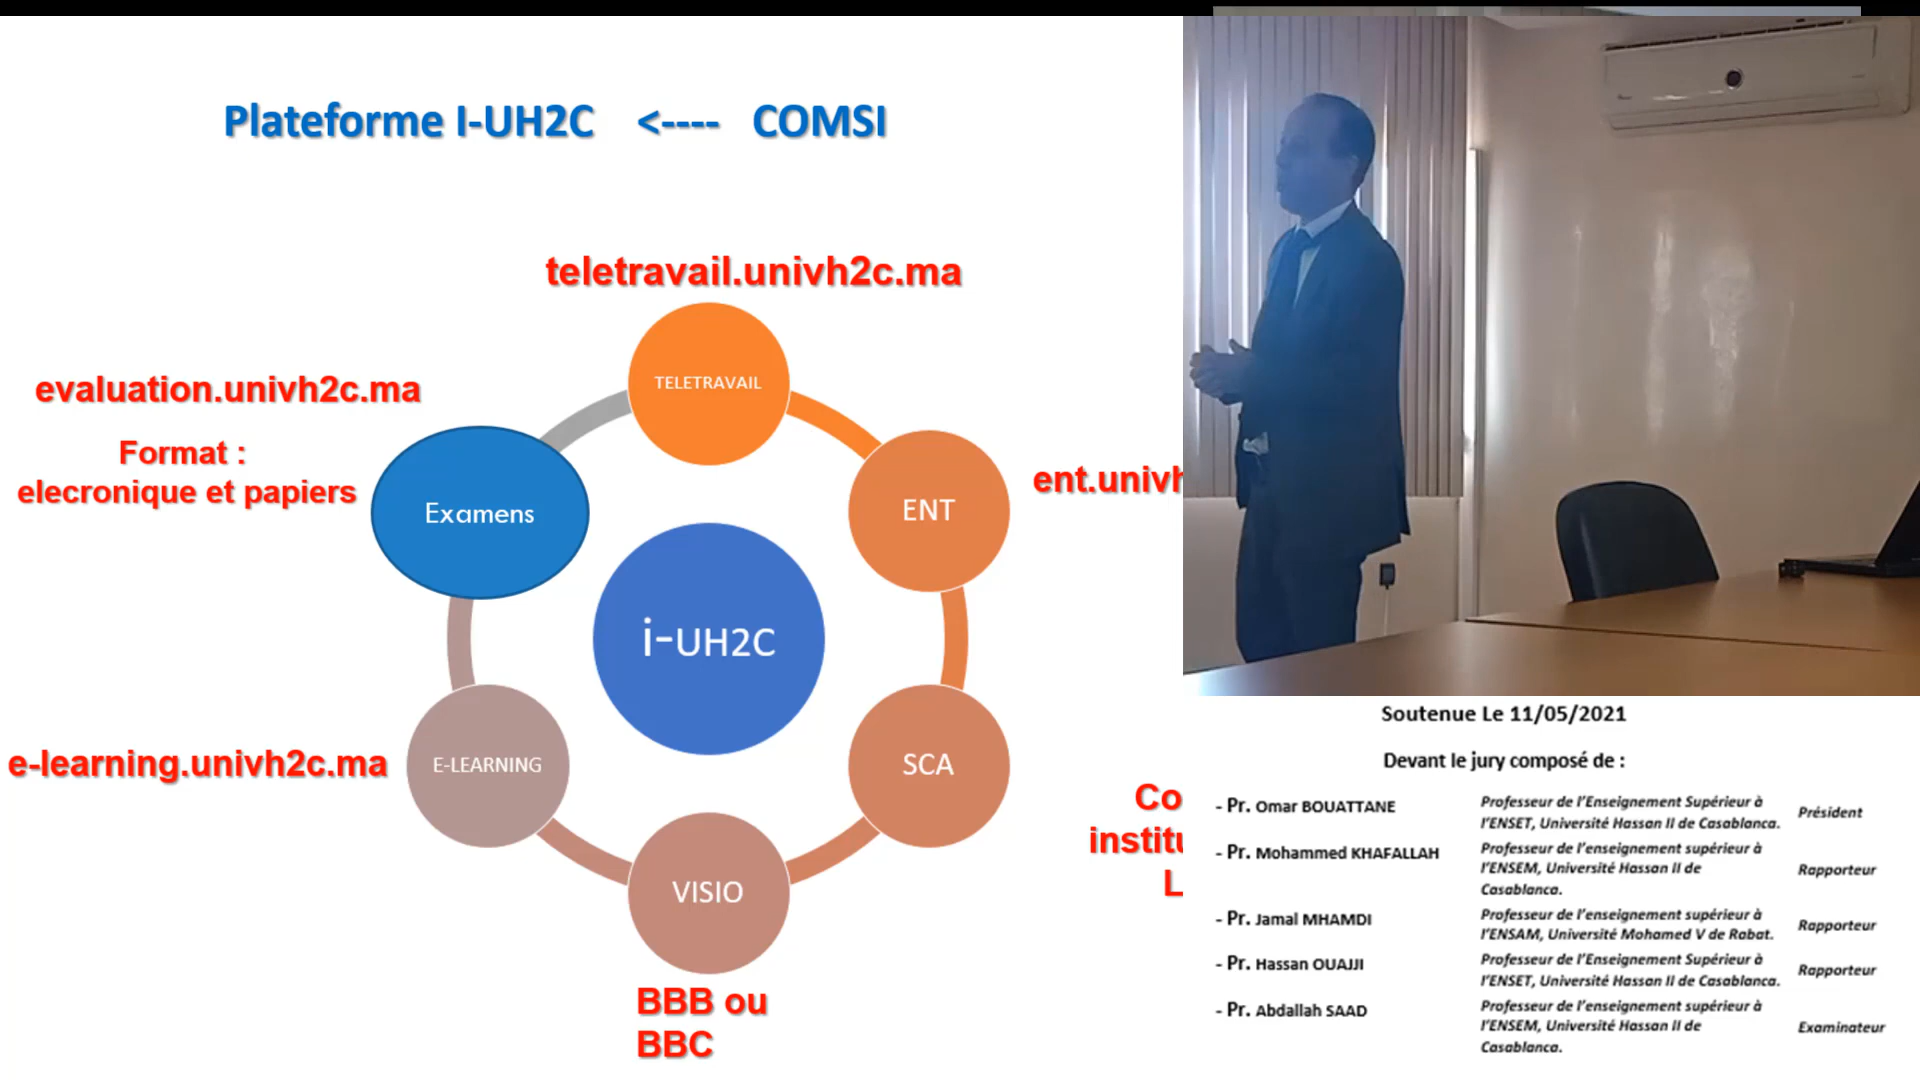 Plateforme I-UH2C <---- COMSI
teletravail.univh2c.ma
TELETRAVAIL
evaluation.univh2c.ma
Format :
elecronique et papiers
Examens
ENT
ent.univh
i-UH2C
e-learning.univh2c.ma
E-LEARNING
SCA
Co
institu
L
VISIO
BBB ou
BBC
Soutenue Le 11/05/2021
Devant le jury composé de :
- Pr. Omar BOUATTANE
Professeur de l'Enseignement Supérieur à
l'ENSET, Université Hassan II de Casablanca.
Président
- Pr. Mohammed KHAFALLAH
Professeur de l'enseignement supérieur à
l'ENSEM, Université Hassan II de
Casablanca.
Rapporteur
- Pr. Jamal MHAMDI
Professeur de l'enseignement supérieur à
l'ENSAM, Université Mohamed V de Rabat.
Rapporteur
- Pr. Hassan OUAJJI
Professeur de l'Enseignement Supérieur à
l'ENSET, Université Hassan II de Casablanca.
Rapporteur
- Pr. Abdallah SAAD
Professeur de l'enseignement supérieur à
l'ENSEM, Université Hassan II de
Casablanca.
Examinateur